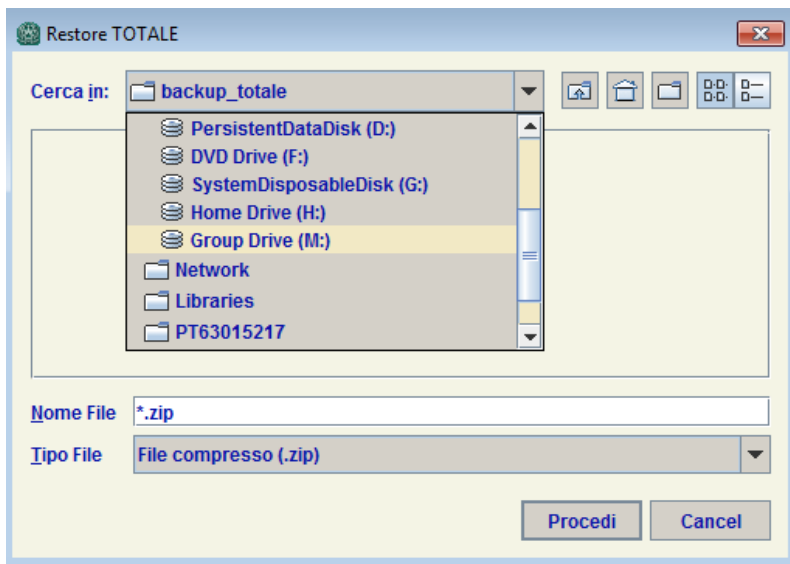 Restore TOTALE
Cerca in: backup_totale
PersistentDataDisk (D:)
DVD Drive (F:)
SystemDisposableDisk (G:)
Home Drive (H:)
Group Drive (M:)
Network
Libraries
PT63015217
Nome File *.zip
Tipo File File compresso (.zip)
Procedi Cancel